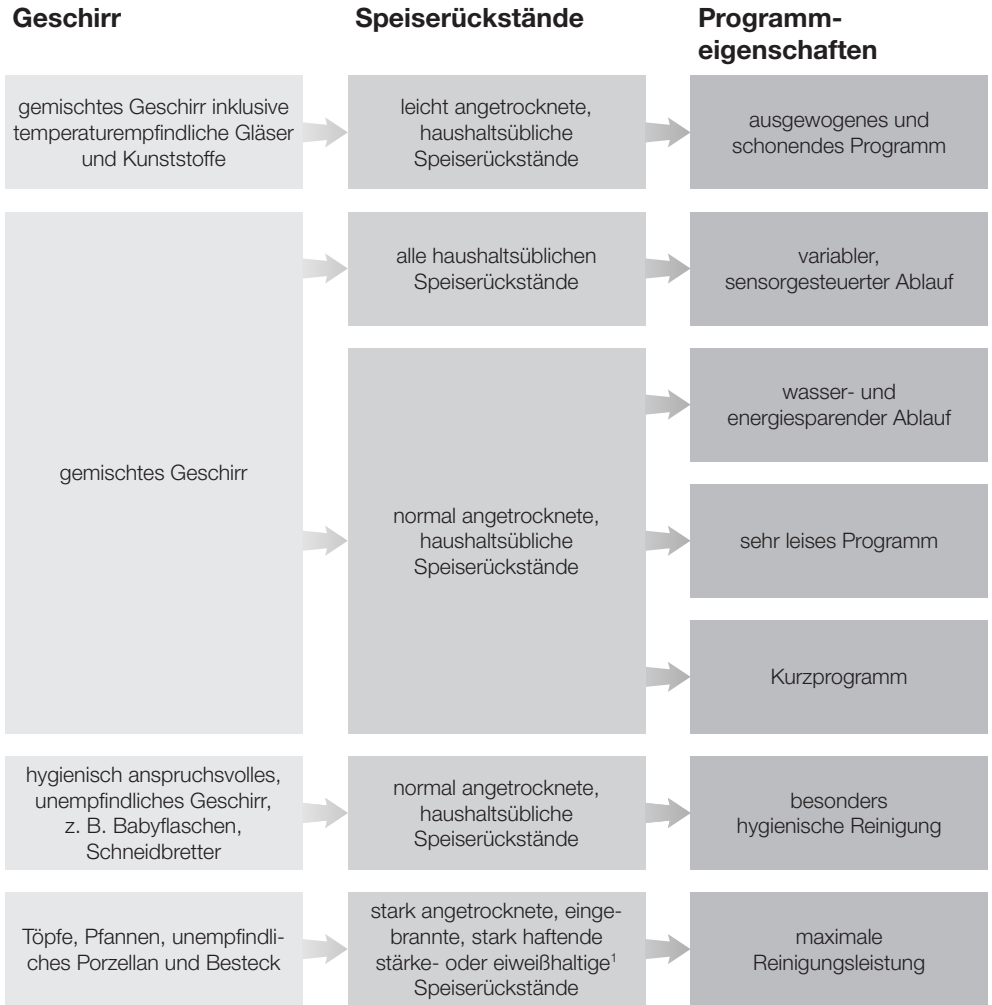 Geschirr
Speiserückstände
Programm-
eigenschaften
gemischtes Geschirr inklusive
temperaturempfindliche Gläser
und Kunststoffe
leicht angetrocknete,
haushaltsübliche
Speiserückstände
ausgewogenes und
schonendes Programm
gemischtes Geschirr
alle haushaltsüblichen
Speiserückstände
variabler,
sensorgesteuerter Ablauf
normal angetrocknete,
haushaltsübliche
Speiserückstände
wasser- und
energiesparender Ablauf
sehr leises Programm
Kurzprogramm
hygienisch anspruchsvolles,
unempfindliches Geschirr,
z. B. Babyflaschen,
Schneidbretter
normal angetrocknete,
haushaltsübliche
Speiserückstände
besonders
hygienische Reinigung
Töpfe, Pfannen, unempfindli-
ches Porzellan und Besteck
stark angetrocknete, einge-
brannte, stark haftende
stärke- oder eiweißhaltige¹
Speiserückstände
maximale
Reinigungsleistung